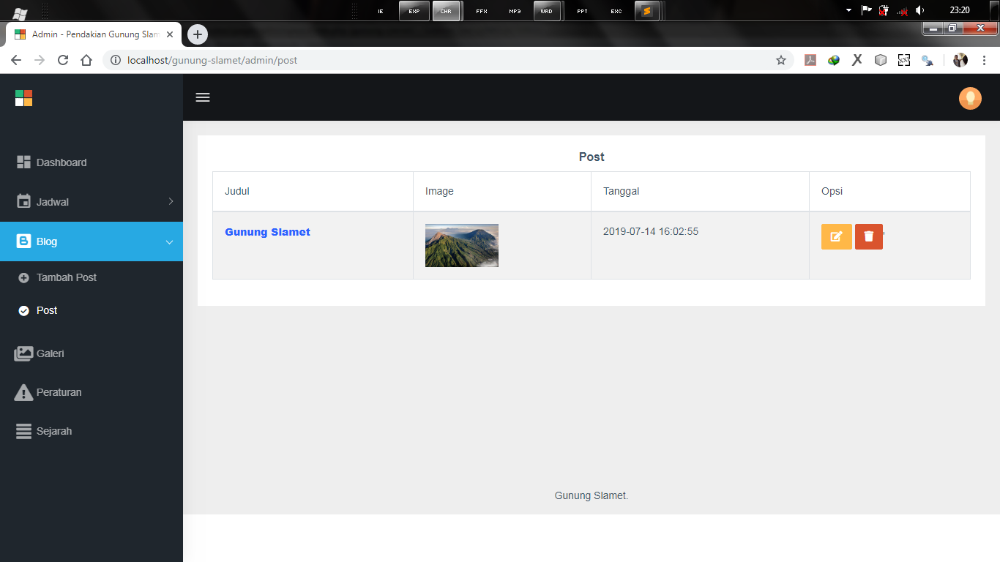 IE EXP CHR FFX MP3 WRD PPT EXC 23:20
Admin - Pendakian Gunung Slam
localhost/gunung-slamet/admin/post
Dashboard
Jadwal
Blog
Tambah Post
Post
Galeri
Peraturan
Sejarah
Post
Judul Image Tanggal Opsi
Gunung Slamet 2019-07-14 16:02:55 '
Gunung Slamet.